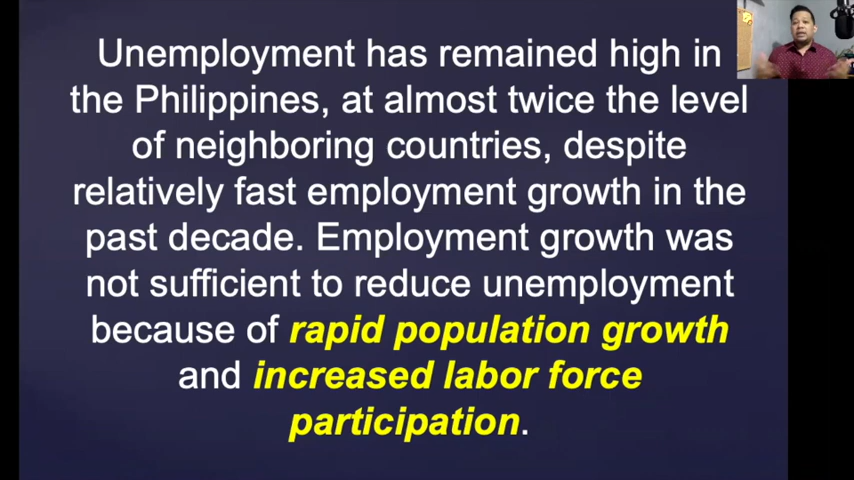 Unemployment has remained high in
the Philippines, at almost twice the level
of neighboring countries, despite
relatively fast employment growth in the
past decade. Employment growth was
not sufficient to reduce unemployment
because of rapid population growth
and increased labor force
participation.